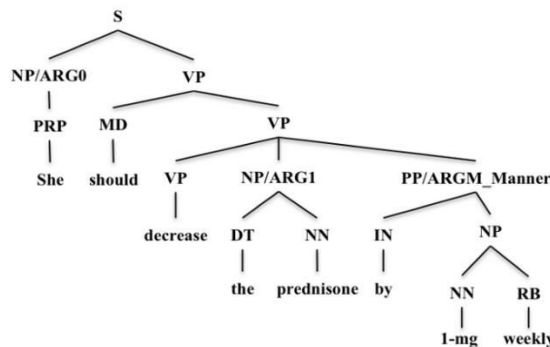 S
NP/ARG0 VP
PRP MD VP
She should VP NP/ARG1 PP/ARGM_Manner
decrease DT NN IN NP
the prednisone by NN RB
1-mg weekly